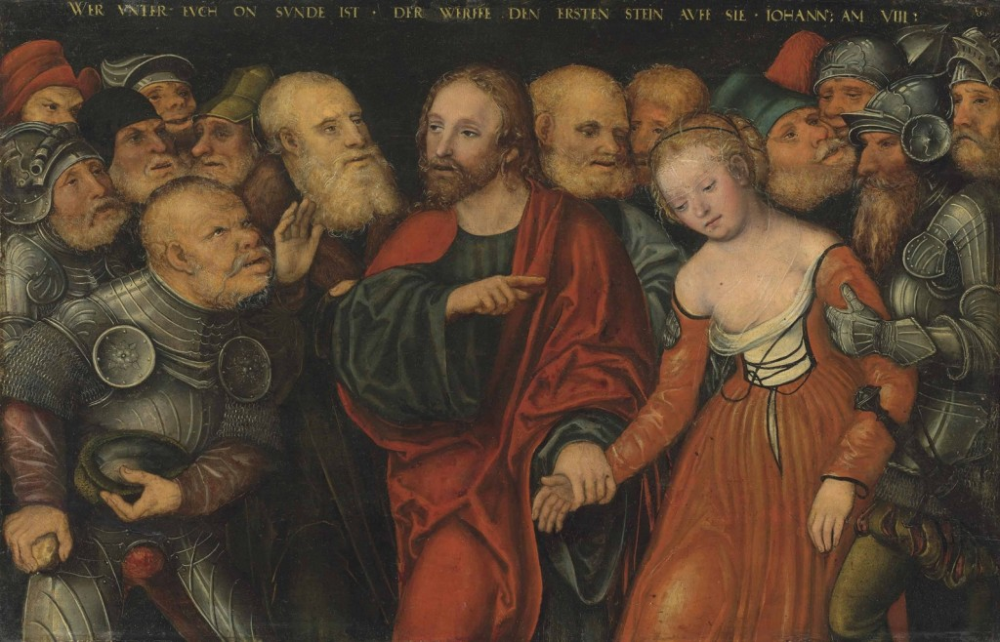 WER VNTER EVCH ON SVNDE IST · DER WERFFE DEN ERSTEN STEIN AVFF SIE · IOHANN: AM VIII: